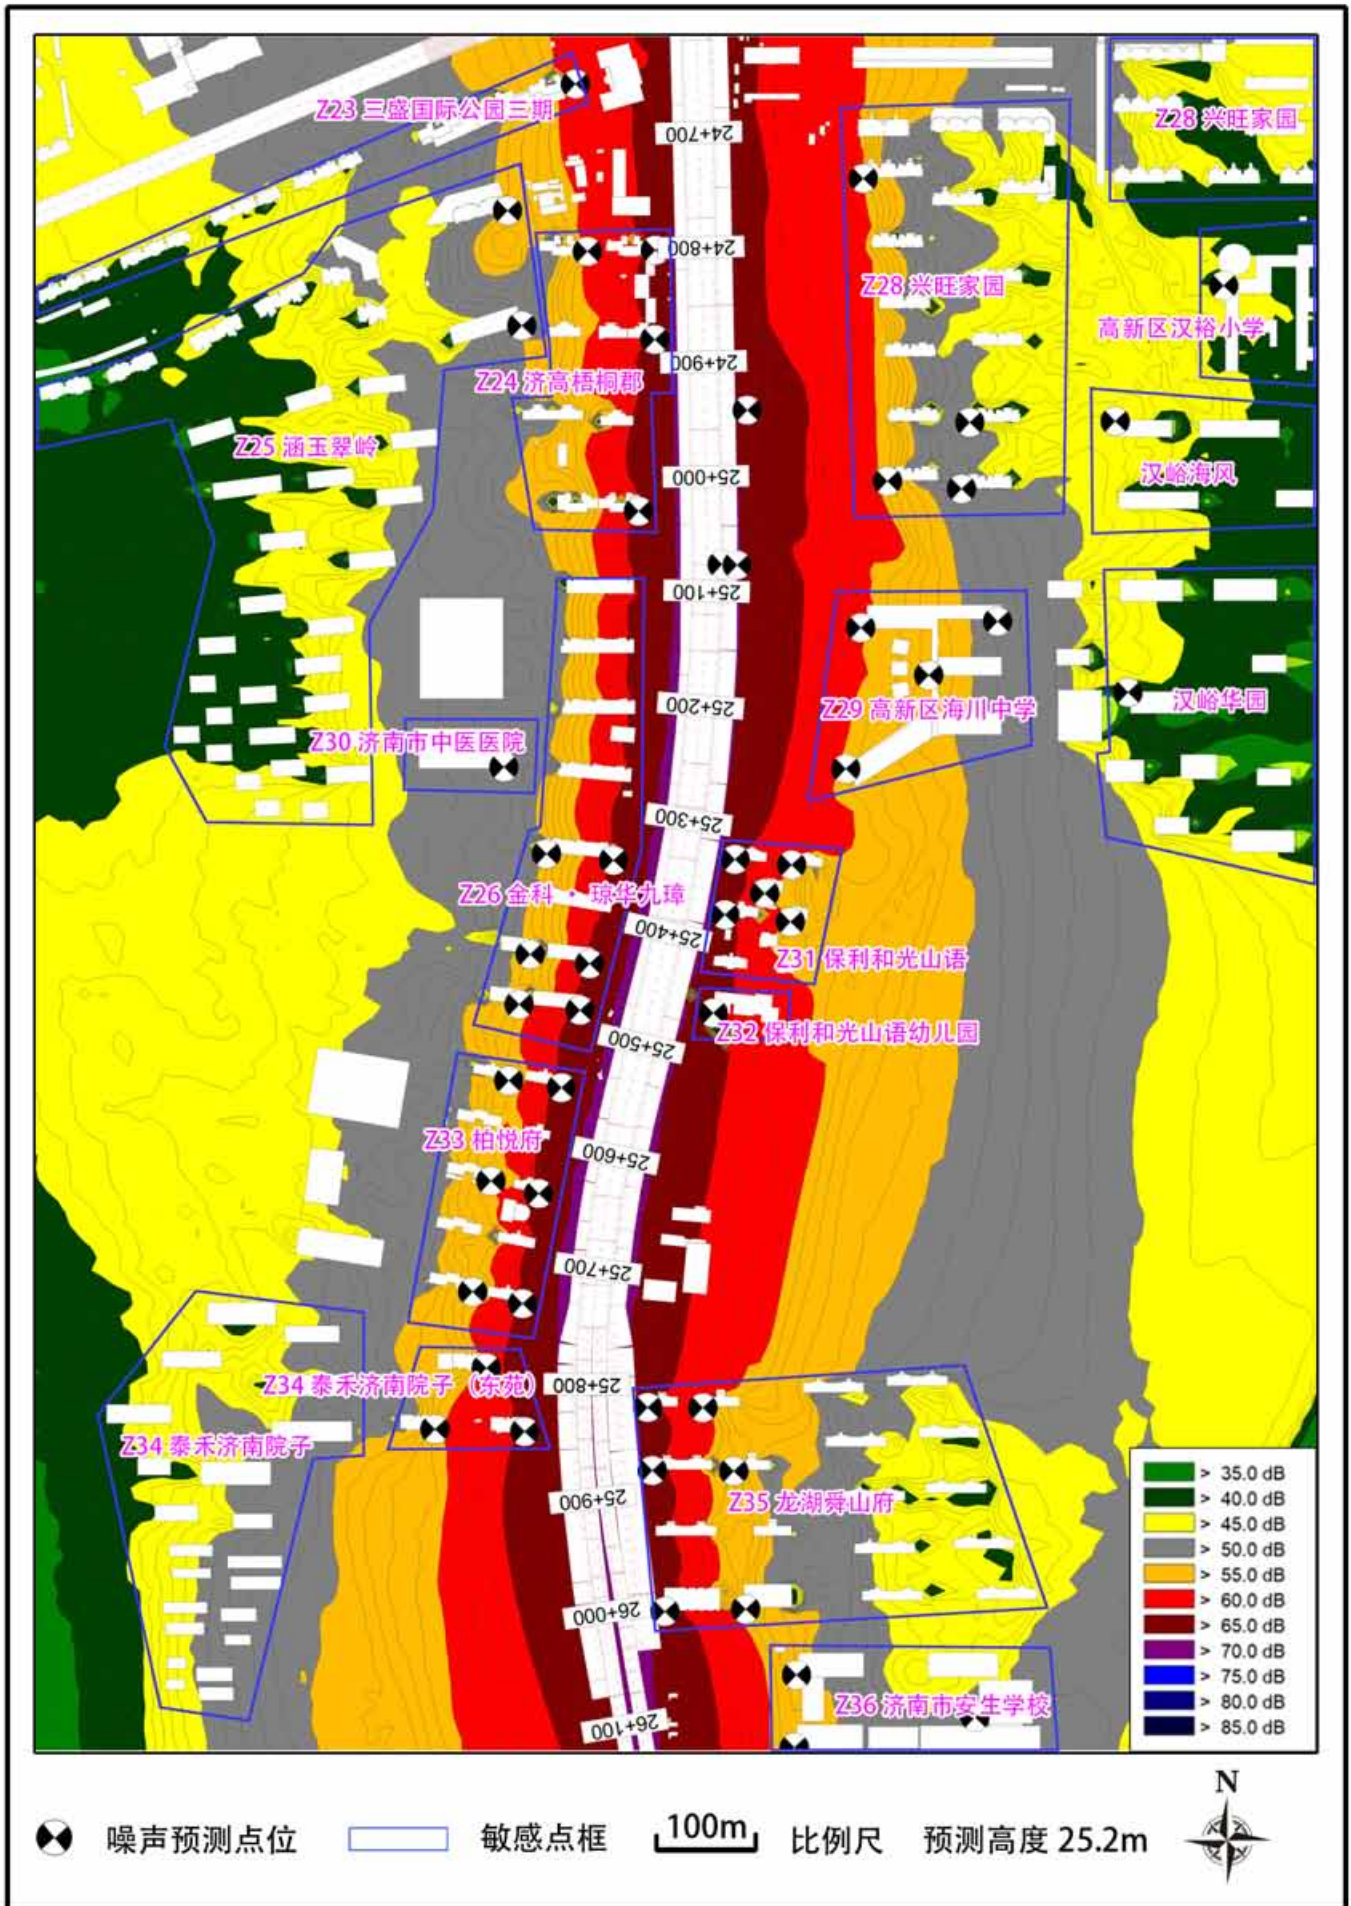 Z23 三盛国际公园三期
Z28 兴旺家园
24+700
24+800
Z28 兴旺家园
高新区汉裕小学
24+900
Z24 济高梧桐郡
Z25 涵玉翠岭
25+000
汉峪海风
25+100
25+200
Z29 高新区海川中学
汉峪华园
Z30 济南市中医医院
25+300
Z26 金科 · 琼华九璋
25+400
Z31 保利和光山语
Z32 保利和光山语幼儿园
25+500
Z33 柏悦府
25+600
25+700
Z34 泰禾济南院子（东苑）
25+800
Z34 泰禾济南院子
25+900
Z35 龙湖舜山府
26+000
Z36 济南市安生学校
26+100
> 35.0 dB
> 40.0 dB
> 45.0 dB
> 50.0 dB
> 55.0 dB
> 60.0 dB
> 65.0 dB
> 70.0 dB
> 75.0 dB
> 80.0 dB
> 85.0 dB
N
噪声预测点位 敏感点框 100m 比例尺 预测高度 25.2m